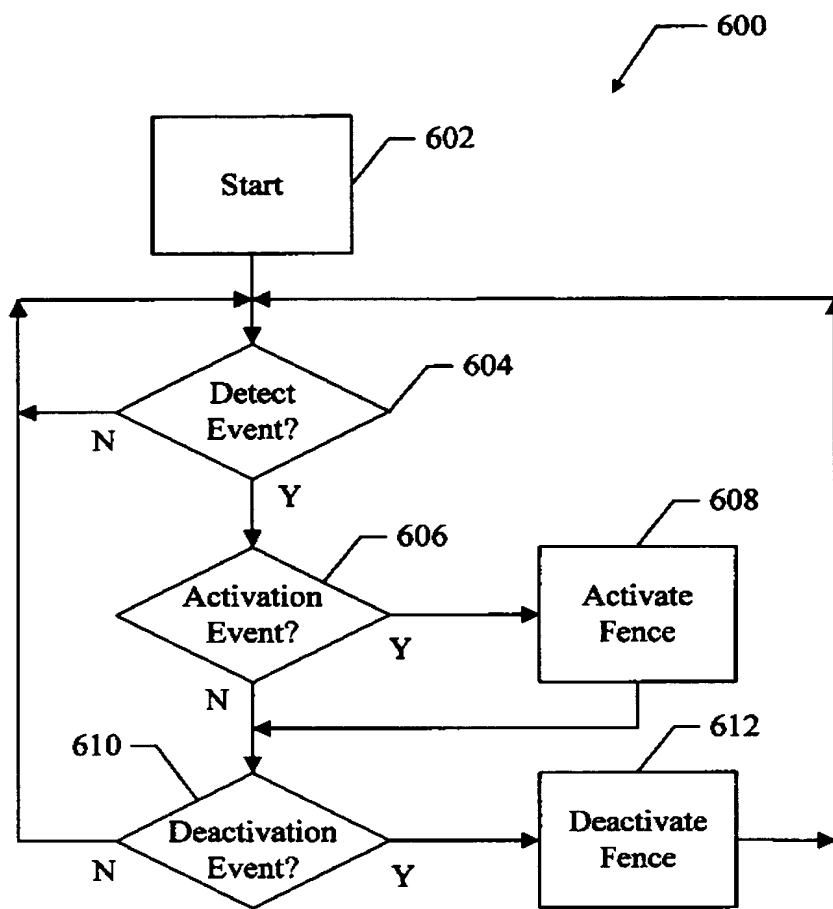 600
602
Start
604
Detect
Event?
N
Y
608
606
Activation
Event?
Activate
Fence
Y
N
610
612
Deactivation
Event?
Deactivate
Fence
N
Y